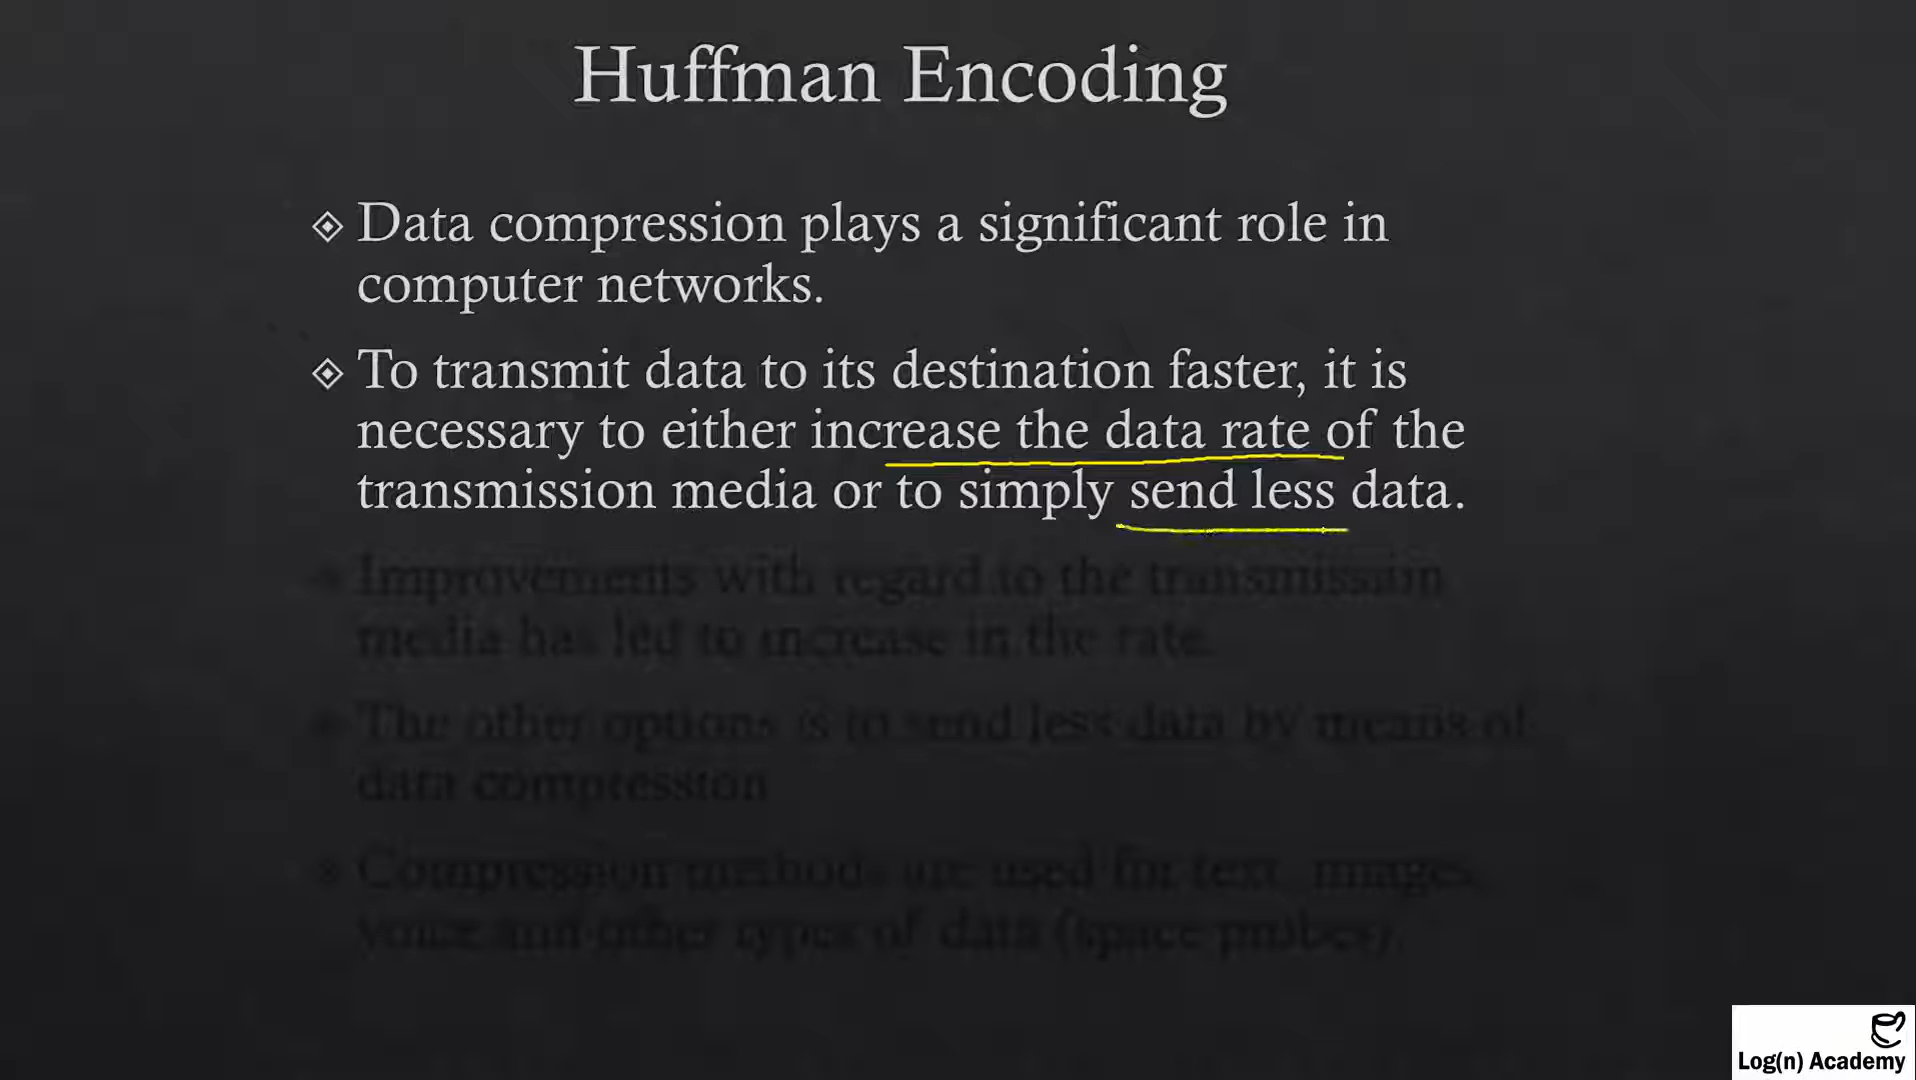 Huffman Encoding
Data compression plays a significant role in
computer networks.
To transmit data to its destination faster, it is
necessary to either increase the data rate of the
transmission media or to simply send less data.
Improvements with regard to the transmission
media has led to increase in the rate.
The other options is to send less data by means of
data compression
Compression methods are used for text, images,
voice and other types of data (space probes)
Log(n) Academy